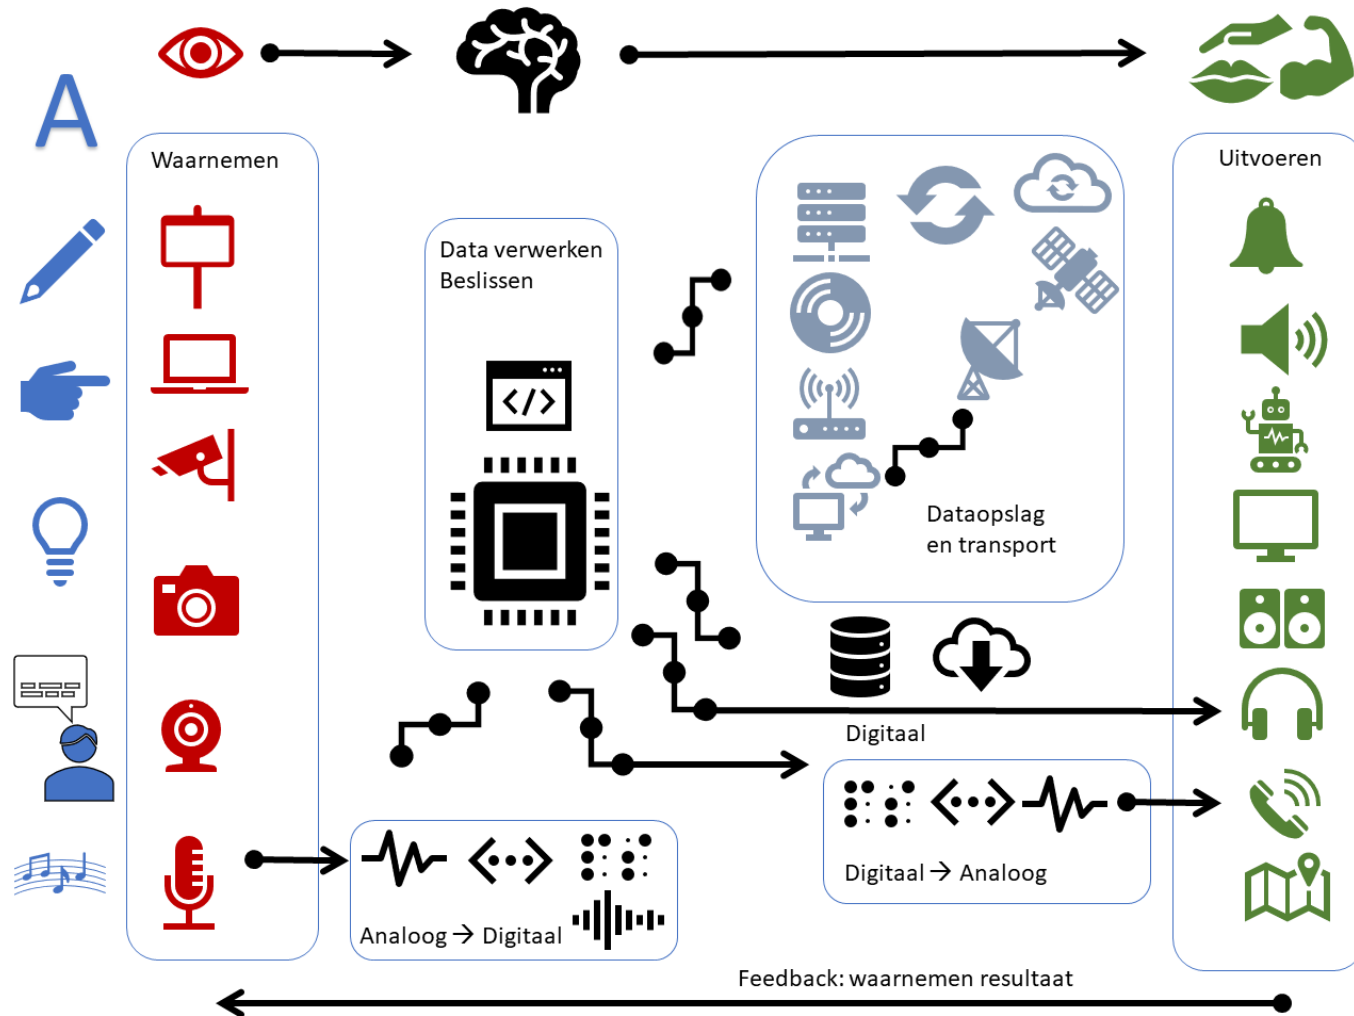 A
Waarnemen
Uitvoeren
Data verwerken
Beslissen
</>
Dataopslag
en transport
Digitaal
Digitaal → Analoog
Analoog → Digitaal
Feedback: waarnemen resultaat